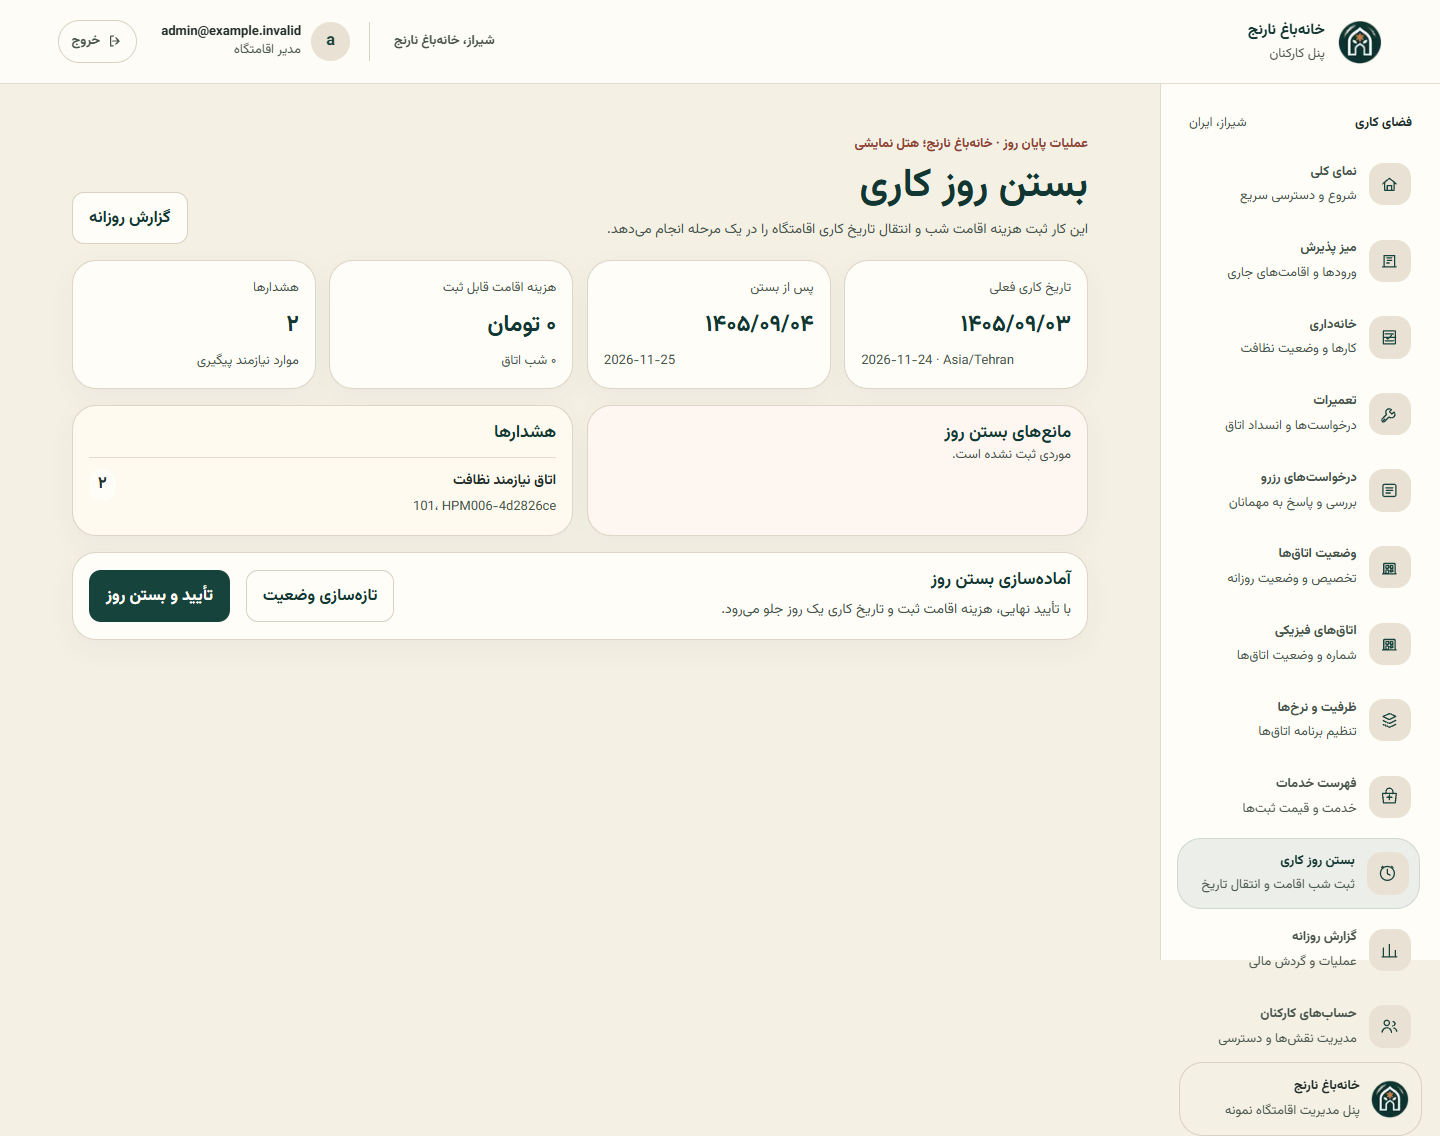 خانه‌باغ نارنج
پنل کارکنان
شیراز، خانه‌باغ نارنج
a
admin@example.invalid
مدیر اقامتگاه
خروج
فضای کاری
شیراز، ایران
نمای کلی
شروع و دسترسی سریع
میز پذیرش
ورودها و اقامت‌های جاری
خانه‌داری
کارها و وضعیت نظافت
تعمیرات
درخواست‌ها و انسداد اتاق
درخواست‌های رزرو
بررسی و پاسخ به مهمانان
وضعیت اتاق‌ها
تخصیص و وضعیت روزانه
اتاق‌های فیزیکی
شماره و وضعیت اتاق‌ها
ظرفیت و نرخ‌ها
تنظیم برنامه اتاق‌ها
فهرست خدمات
خدمت و قیمت ثبت‌ها
بستن روز کاری
ثبت شب اقامت و انتقال تاریخ
گزارش روزانه
عملیات و گردش مالی
حساب‌های کارکنان
مدیریت نقش‌ها و دسترسی
خانه‌باغ نارنج
پنل مدیریت اقامتگاه نمونه
عملیات پایان روز · خانه‌باغ نارنج؛ هتل نمایشی
بستن روز کاری
این کار ثبت هزینه اقامت شب و انتقال تاریخ کاری اقامتگاه را در یک مرحله انجام می‌دهد.
گزارش روزانه
تاریخ کاری فعلی
۱۴۰۵/۰۹/۰۳
2026-11-24 · Asia/Tehran
پس از بستن
۱۴۰۵/۰۹/۰۴
2026-11-25
هزینه اقامت قابل ثبت
۰ تومان
۰ شب اتاق
هشدارها
۲
موارد نیازمند پیگیری
مانع‌های بستن روز
موردی ثبت نشده است.
هشدارها
اتاق نیازمند نظافت
۲
101، HPM006-4d2826ce
آماده‌سازی بستن روز
با تأیید نهایی، هزینه اقامت ثبت و تاریخ کاری یک روز جلو می‌رود.
تازه‌سازی وضعیت
تأیید و بستن روز